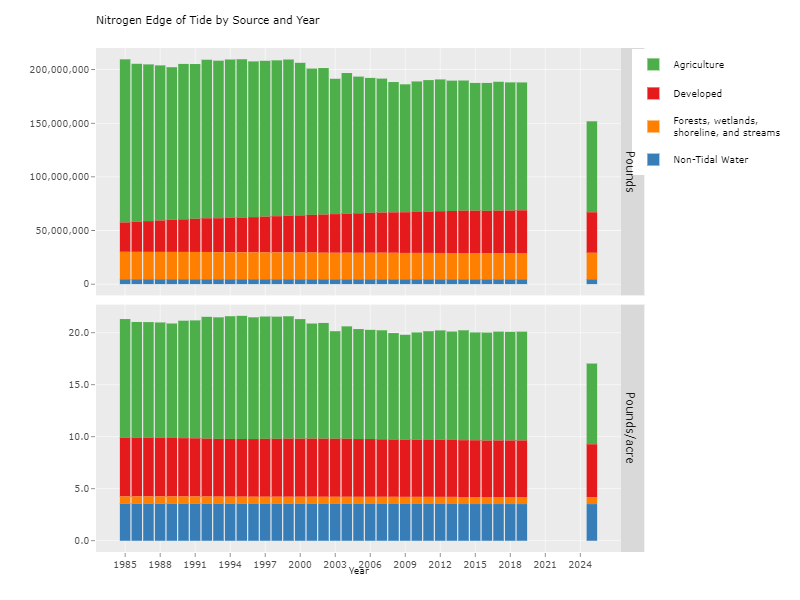 Nitrogen Edge of Tide by Source and Year
200,000,000
150,000,000
100,000,000
50,000,000
0
Pounds
Agriculture
Developed
Forests, wetlands,
shoreline, and streams
Non-Tidal Water
20.0
15.0
10.0
5.0
0.0
Pounds/acre
1985 1988 1991 1994 1997 2000 2003 2006 2009 2012 2015 2018 2021 2024
Year